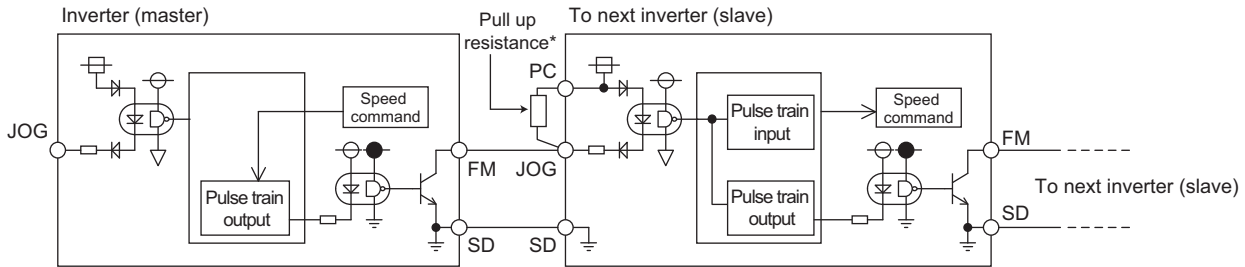 Inverter (master)
Pull up
resistance*
To next inverter (slave)
PC
JOG
Speed
command
Pulse train
output
FM
SD
JOG
SD
Pulse train
input
Speed
command
Pulse train
output
FM
SD
To next inverter (slave)